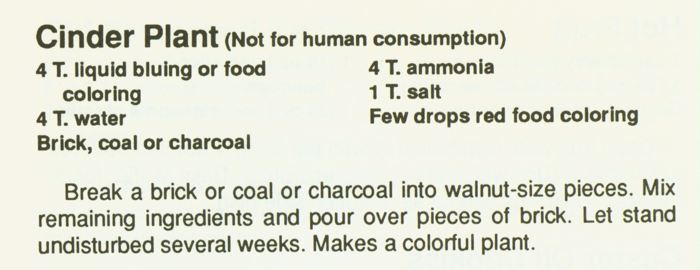 Cinder Plant (Not for human consumption)
4 T. liquid bluing or food
coloring
4 T. water
Brick, coal or charcoal
4 T. ammonia
1 T. salt
Few drops red food coloring
Break a brick or coal or charcoal into walnut-size pieces. Mix
remaining ingredients and pour over pieces of brick. Let stand
undisturbed several weeks. Makes a colorful plant.